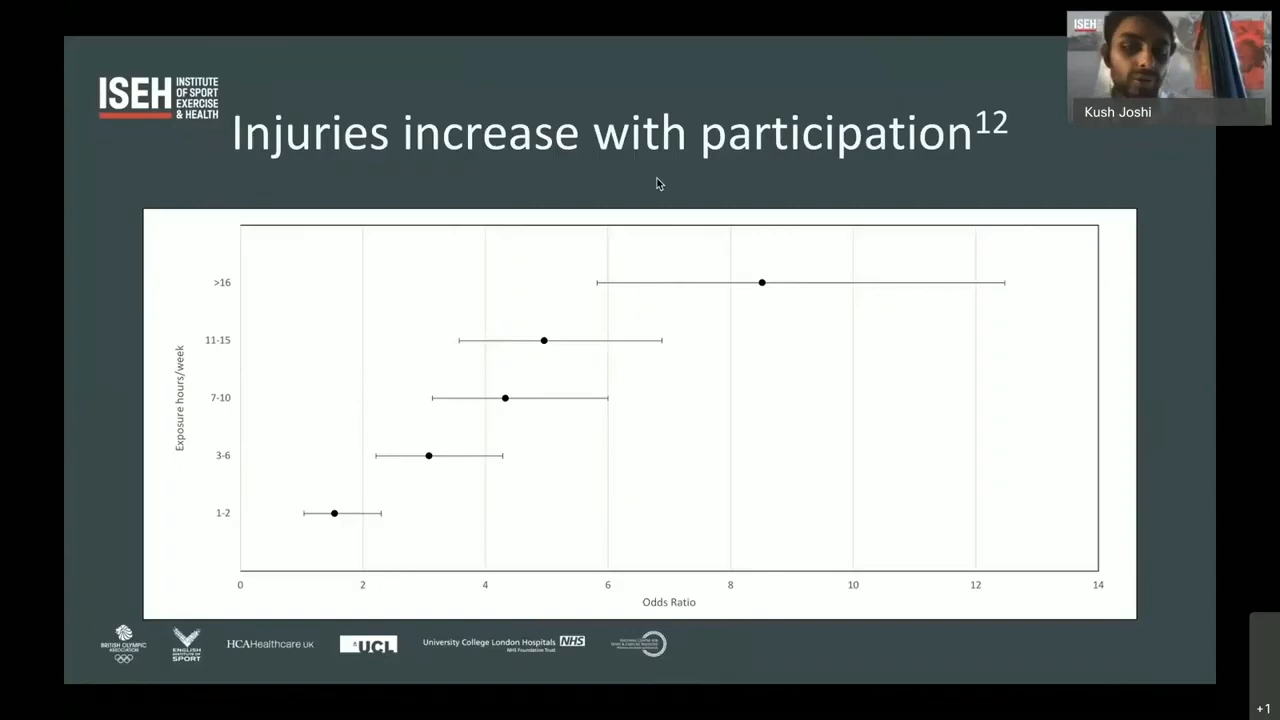 ISEH
Kush Joshi
ISEH
INSTITUTE
OF SPORT
EXERCISE
& HEALTH
Injuries increase with participation12
>16
11-15
7-10
3-6
1-2
Exposure hours/week
0 2 4 6 8 10 12 14
Odds Ratio
BRITISH OLYMPIC
ASSOCIATION
ENGLISH
INSTITUTE OF
SPORT
HCAHealthcare UK
UCL
University College London Hospitals NHS
NHS Foundation Trust
+1